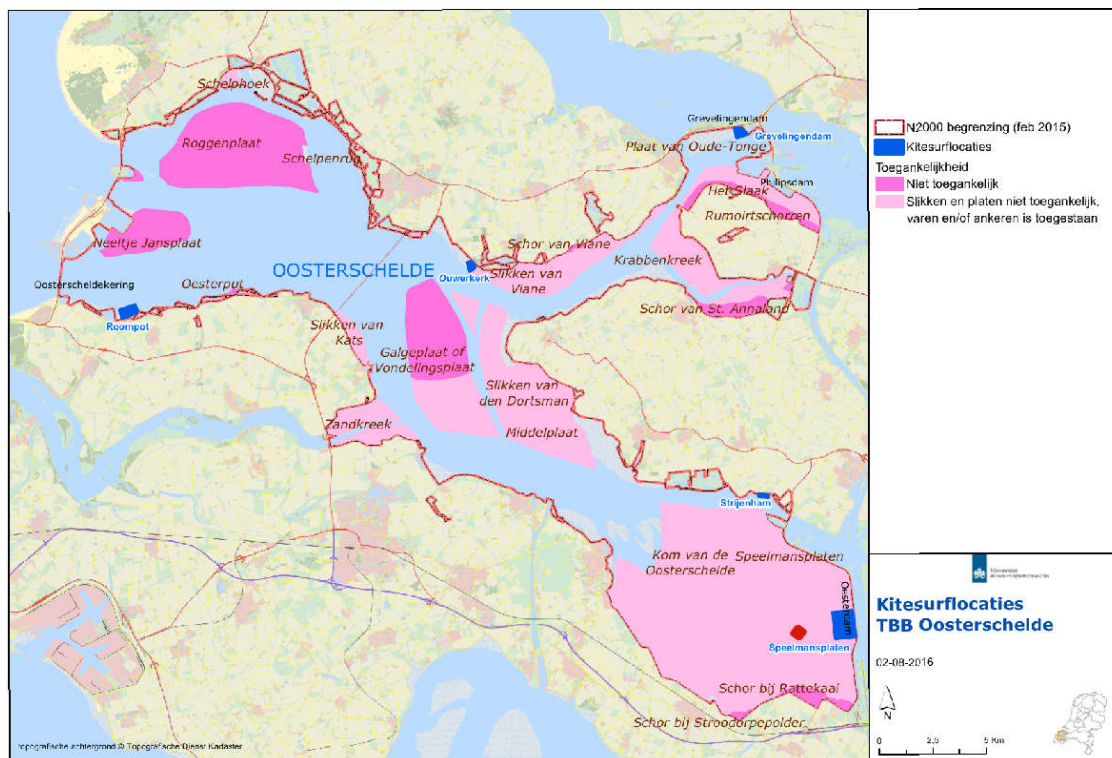 Schelphoek
Roggenplaat
Schelpenrug
Neeltje Jansplaat
OOSTERSCHELDE
Oosterscheldekering
Oesterput
Roompot
Ouwerkerk
Schor van Viane
Slikken van
Viane
Grevelingendam
Grevelingendam
Plaat van Oude-Tonge
Philipsdam
Het Slaak
Rumoirtschorren
Krabbenkreek
Schor van St. Annaland
Slikken van
Kats
Galgeplaat of
Vondelingsplaat
Slikken van
den Dortsman
Zandkreek
Middelplaat
Strijenham
Kom van de
Oosterschelde
Speelmansplaten
Oesterdam
Speelmansplaten
Schor bij Rattekaai
Schor bij Stroodorpepolder
topografische achtergrond © Topografische Dienst Kadaster
N2000 begrenzing (feb 2015)
Kitesurflocaties
Toegankelijkheid
Niet toegankelijk
Slikken en platen niet toegankelijk,
varen en/of ankeren is toegestaan
Kitesurflocaties
TBB Oosterschelde
02-08-2016
N
0 2,5 5 Km